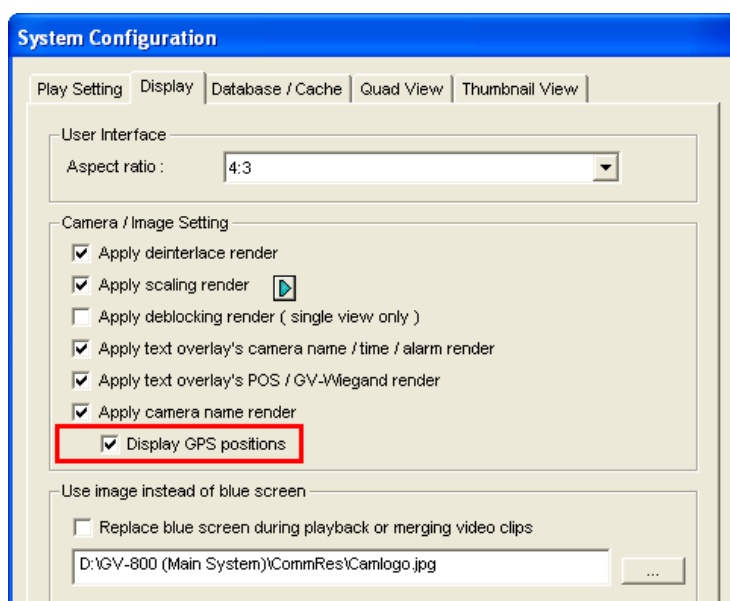 System Configuration
Play Setting Display Database / Cache Quad View Thumbnail View
User Interface
Aspect ratio : 4:3
Camera / Image Setting
Apply deinterlace render
Apply scaling render
Apply deblocking render ( single view only )
Apply text overlay's camera name / time / alarm render
Apply text overlay's POS / GV-Wiegand render
Apply camera name render
Display GPS positions
Use image instead of blue screen
Replace blue screen during playback or merging video clips
D:\GV-800 (Main System)\CommRes\Camlogo.jpg ...